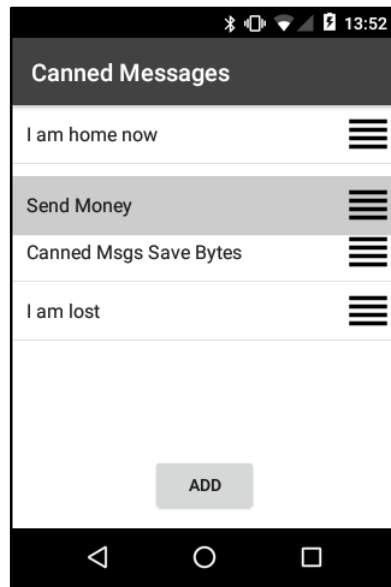 13:52
Canned Messages
I am home now
Send Money
Canned Msgs Save Bytes
I am lost
ADD